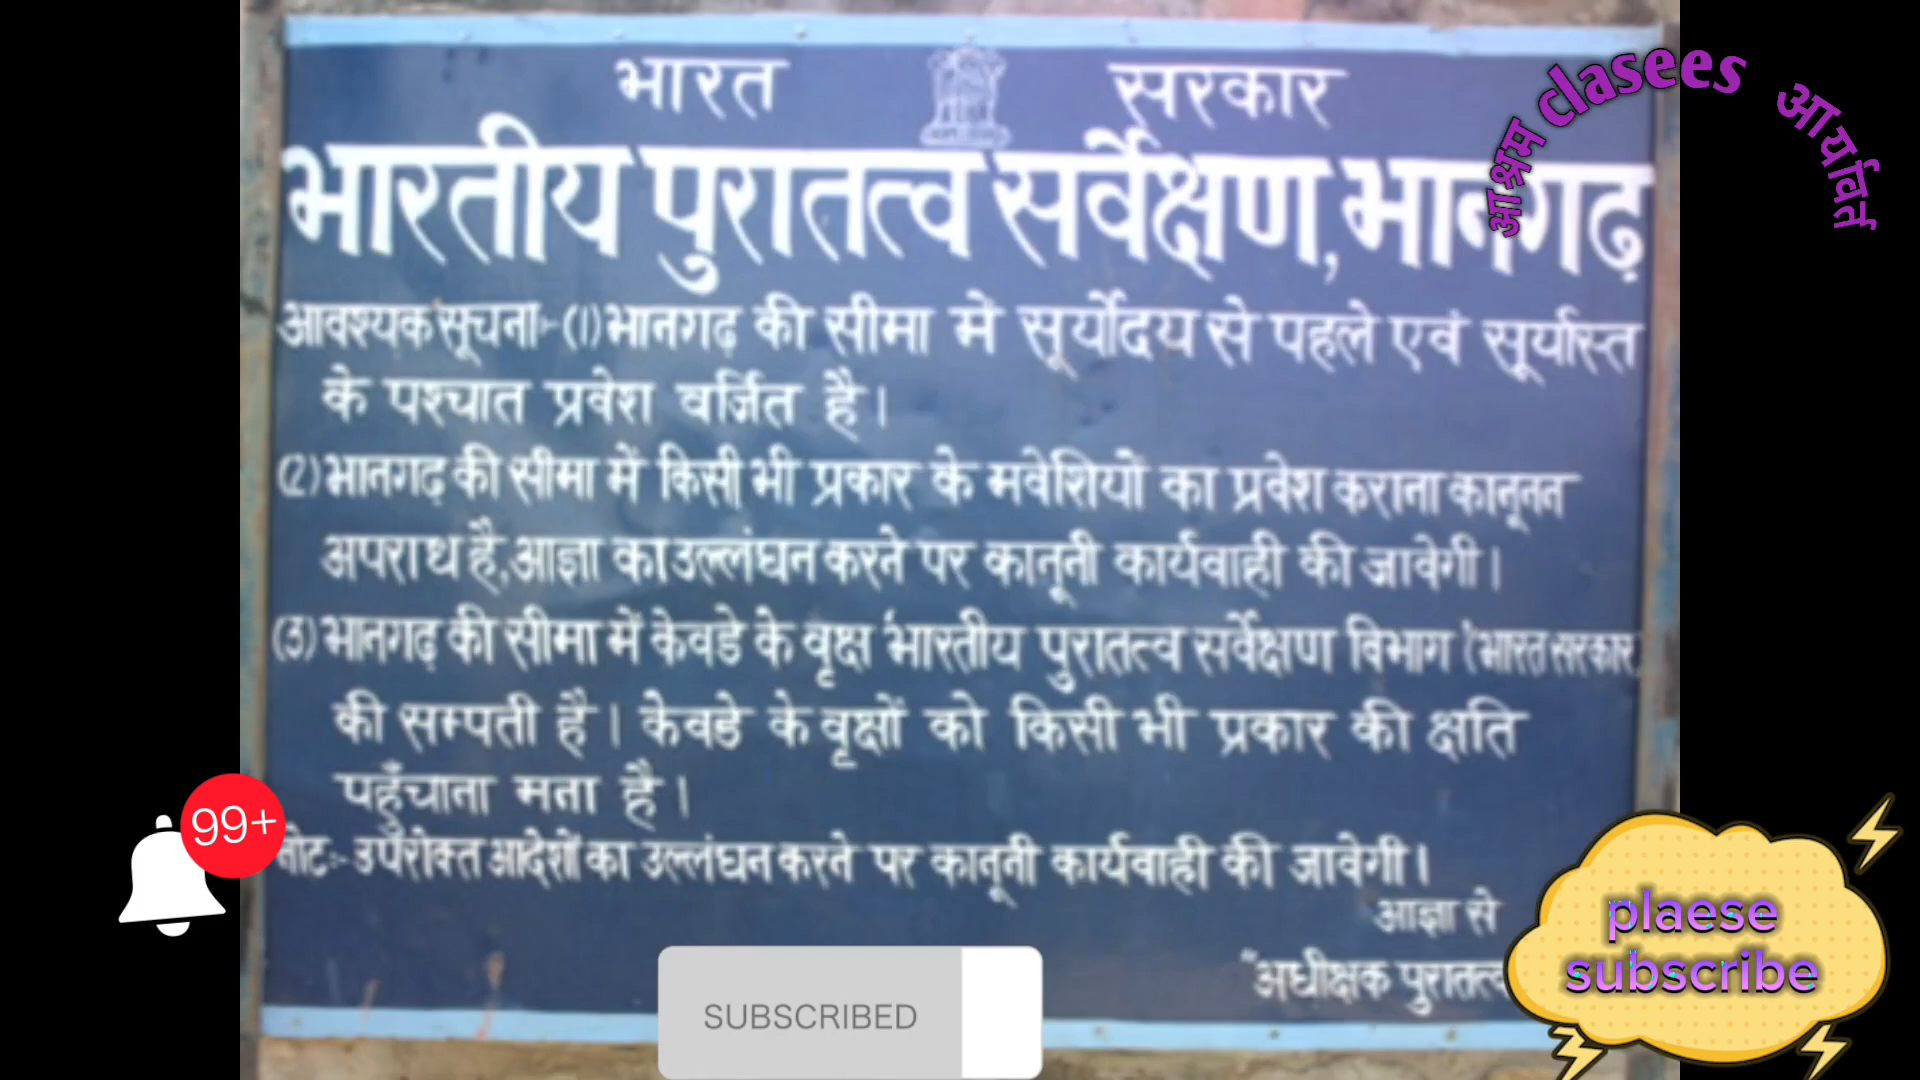 भारत सरकार
भारतीय पुरातत्व सर्वेक्षण, भानगढ़
आवश्यक सूचना:- (1) भानगढ़ की सीमा में सूर्योदय से पहले एवं सूर्यास्त
के पश्चात प्रवेश वर्जित है।
(2) भानगढ़ की सीमा में किसी भी प्रकार के मवेशियों का प्रवेश कराना कानूनन
अपराध है, आज्ञा का उल्लंघन करने पर कानूनी कार्यवाही की जावेगी।
(3) भानगढ़ की सीमा में केवडे के वृक्ष भारतीय पुरातत्व सर्वेक्षण विभाग (भारत सरकार)
की सम्पती है। केवडे के वृक्षों को किसी भी प्रकार की क्षति
पहुँचाना मना है।
नोट:- उपरोक्त आदेशों का उल्लंघन करने पर कानूनी कार्यवाही की जावेगी।
आज्ञा से
"अधीक्षक पुरातत्व
आश्रम clasees आर्यावर्त
99+
SUBSCRIBED
plaese
subscribe